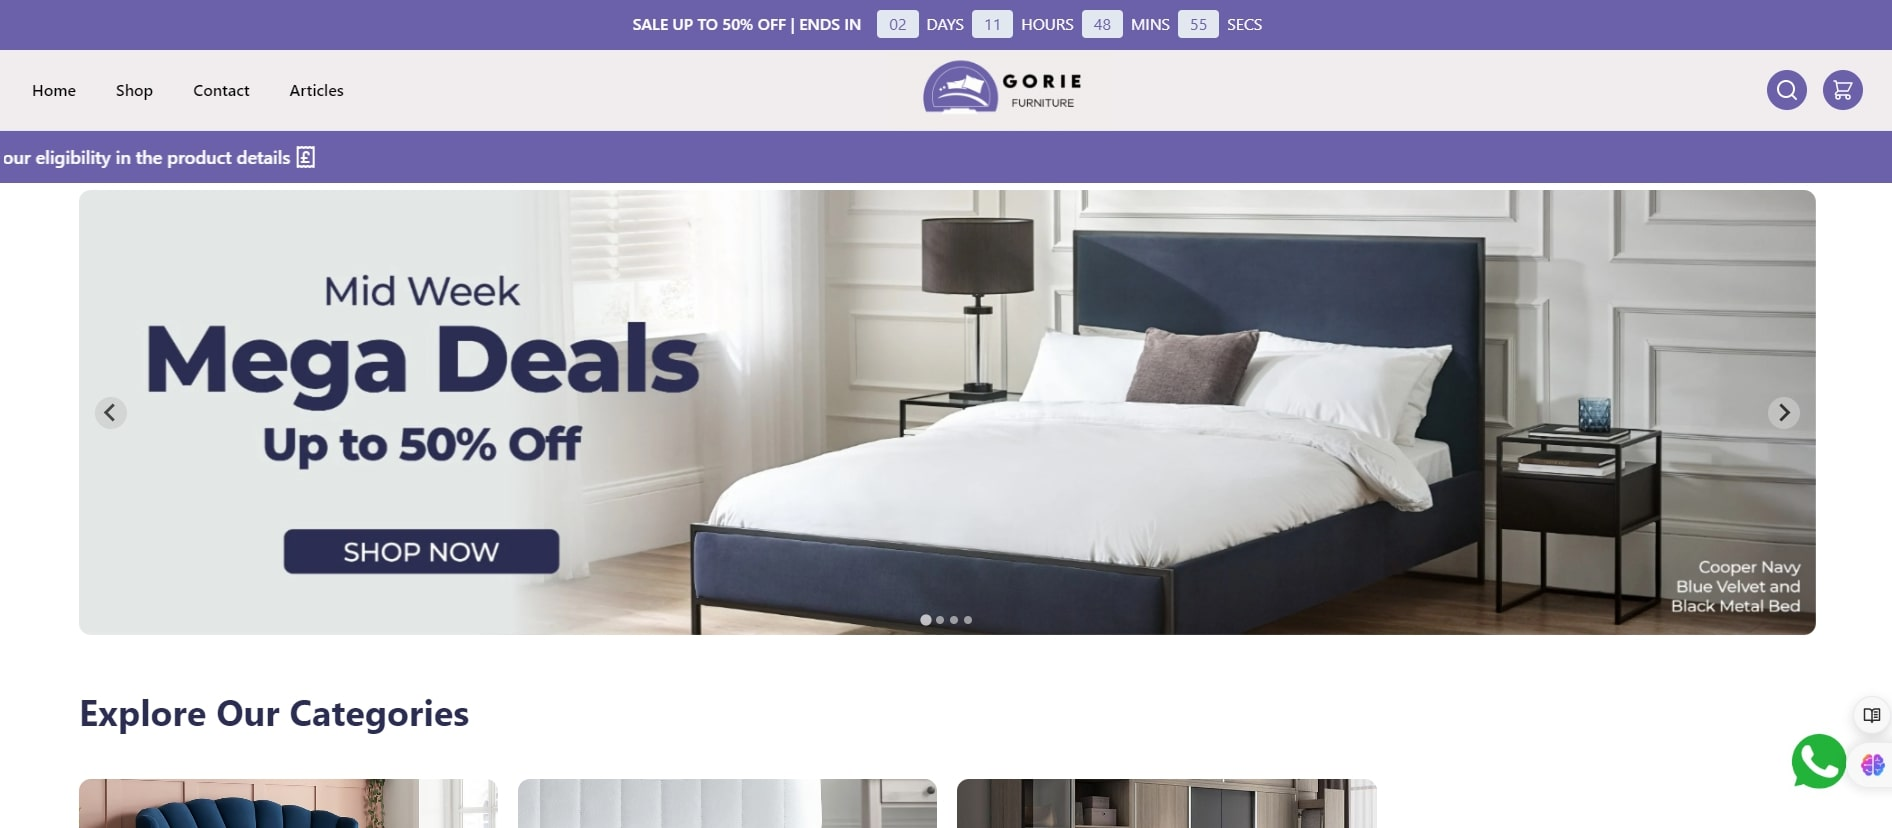 SALE UP TO 50% OFF | ENDS IN 02 DAYS 11 HOURS 48 MINS 55 SECS
Home Shop Contact Articles
GORIE
FURNITURE
our eligibility in the product details
Mid Week
Mega Deals
Up to 50% Off
SHOP NOW
Cooper Navy
Blue Velvet and
Black Metal Bed
Explore Our Categories